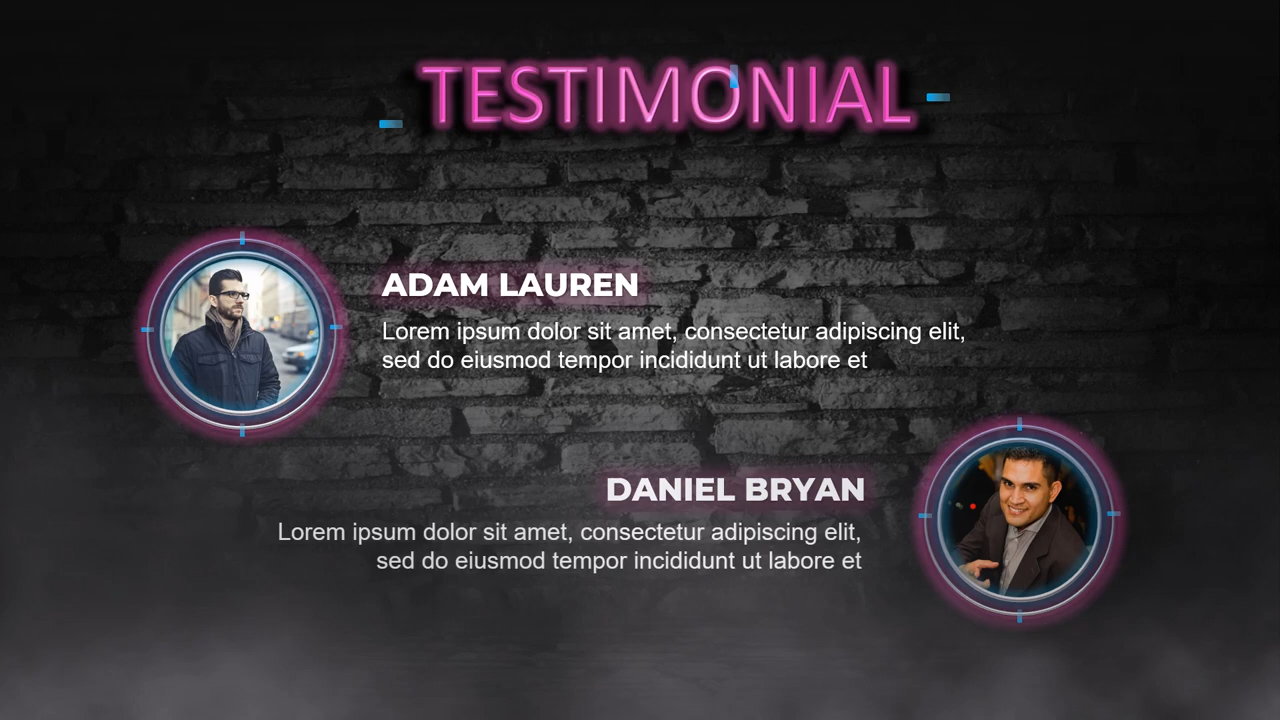 TESTIMONIAL
ADAM LAUREN
Lorem ipsum dolor sit amet, consectetur adipiscing elit,
sed do eiusmod tempor incididunt ut labore et
DANIEL BRYAN
Lorem ipsum dolor sit amet, consectetur adipiscing elit,
sed do eiusmod tempor incididunt ut labore et